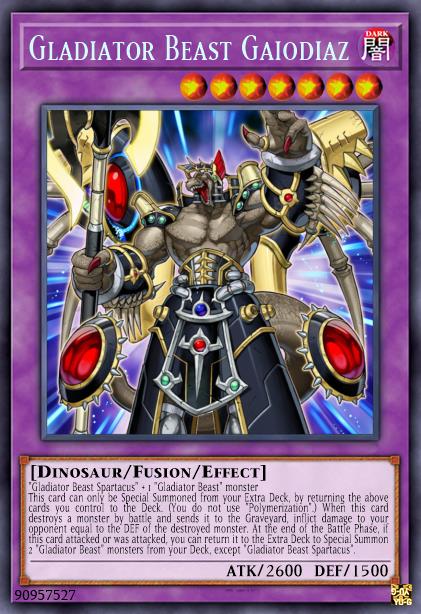 GLADIATOR BEAST GAIODIAZ
DARK
闇
[DINOSAUR/FUSION/EFFECT]
"Gladiator Beast Spartacus" + 1 "Gladiator Beast" monster
This card can only be Special Summoned from your Extra Deck, by returning the above
cards you control to the Deck. (You do not use "Polymerization".) When this card
destroys a monster by battle and sends it to the Graveyard, inflict damage to your
opponent equal to the DEF of the destroyed monster. At the end of the Battle Phase, if
this card attacked or was attacked, you can return it to the Extra Deck to Special Summon
2 "Gladiator Beast" monsters from your Deck, except "Gladiator Beast Spartacus".
ATK/2600 DEF/1500
90957527